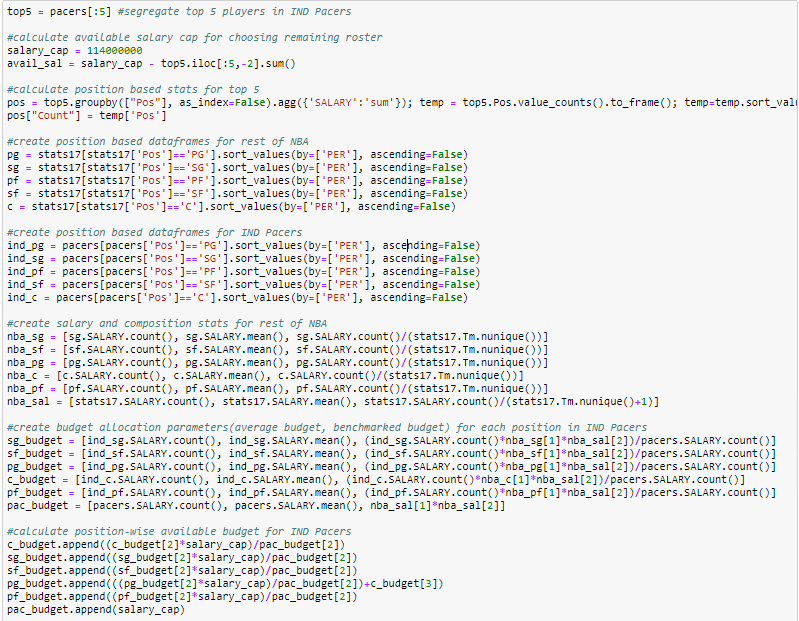 top5 = pacers[:5] #segregate top 5 players in IND Pacers
#calculate available salary cap for choosing remaining roster
salary_cap = 114000000
avail_sal = salary_cap - top5.iloc[:5,-2].sum()
#calculate position based stats for top 5
pos = top5.groupby(["Pos"], as_index=False).agg({'SALARY':'sum'}); temp = top5.Pos.value_counts().to_frame(); temp=temp.sort_valu
pos["Count"] = temp['Pos']
#create position based dataframes for rest of NBA
pg = stats17[stats17['Pos']=='PG'].sort_values(by=['PER'], ascending=False)
sg = stats17[stats17['Pos']=='SG'].sort_values(by=['PER'], ascending=False)
pf = stats17[stats17['Pos']=='PF'].sort_values(by=['PER'], ascending=False)
sf = stats17[stats17['Pos']=='SF'].sort_values(by=['PER'], ascending=False)
c = stats17[stats17['Pos']=='C'].sort_values(by=['PER'], ascending=False)
#create position based dataframes for IND Pacers
ind_pg = pacers[pacers['Pos']=='PG'].sort_values(by=['PER'], ascending=False)
ind_sg = pacers[pacers['Pos']=='SG'].sort_values(by=['PER'], ascending=False)
ind_pf = pacers[pacers['Pos']=='PF'].sort_values(by=['PER'], ascending=False)
ind_sf = pacers[pacers['Pos']=='SF'].sort_values(by=['PER'], ascending=False)
ind_c = pacers[pacers['Pos']=='C'].sort_values(by=['PER'], ascending=False)
#create salary and composition stats for rest of NBA
nba_sg = [sg.SALARY.count(), sg.SALARY.mean(), sg.SALARY.count()/(stats17.Tm.nunique())]
nba_sf = [sf.SALARY.count(), sf.SALARY.mean(), sf.SALARY.count()/(stats17.Tm.nunique())]
nba_pg = [pg.SALARY.count(), pg.SALARY.mean(), pg.SALARY.count()/(stats17.Tm.nunique())]
nba_c = [c.SALARY.count(), c.SALARY.mean(), c.SALARY.count()/(stats17.Tm.nunique())]
nba_pf = [pf.SALARY.count(), pf.SALARY.mean(), pf.SALARY.count()/(stats17.Tm.nunique())]
nba_sal = [stats17.SALARY.count(), stats17.SALARY.mean(), stats17.SALARY.count()/(stats17.Tm.nunique()+1)]
#create budget allocation parameters(average budget, benchmarked budget) for each position in IND Pacers
sg_budget = [ind_sg.SALARY.count(), ind_sg.SALARY.mean(), (ind_sg.SALARY.count()*nba_sg[1]*nba_sal[2])/pacers.SALARY.count()]
sf_budget = [ind_sf.SALARY.count(), ind_sf.SALARY.mean(), (ind_sf.SALARY.count()*nba_sf[1]*nba_sal[2])/pacers.SALARY.count()]
pg_budget = [ind_pg.SALARY.count(), ind_pg.SALARY.mean(), (ind_pg.SALARY.count()*nba_pg[1]*nba_sal[2])/pacers.SALARY.count()]
c_budget = [ind_c.SALARY.count(), ind_c.SALARY.mean(), (ind_c.SALARY.count()*nba_c[1]*nba_sal[2])/pacers.SALARY.count()]
pf_budget = [ind_pf.SALARY.count(), ind_pf.SALARY.mean(), (ind_pf.SALARY.count()*nba_pf[1]*nba_sal[2])/pacers.SALARY.count()]
pac_budget = [pacers.SALARY.count(), pacers.SALARY.mean(), nba_sal[1]*nba_sal[2]]
#calculate position-wise available budget for IND Pacers
c_budget.append((c_budget[2]*salary_cap)/pac_budget[2])
sg_budget.append((sg_budget[2]*salary_cap)/pac_budget[2])
sf_budget.append((sf_budget[2]*salary_cap)/pac_budget[2])
pg_budget.append(((pg_budget[2]*salary_cap)/pac_budget[2])+c_budget[3])
pf_budget.append((pf_budget[2]*salary_cap)/pac_budget[2])
pac_budget.append(salary_cap)